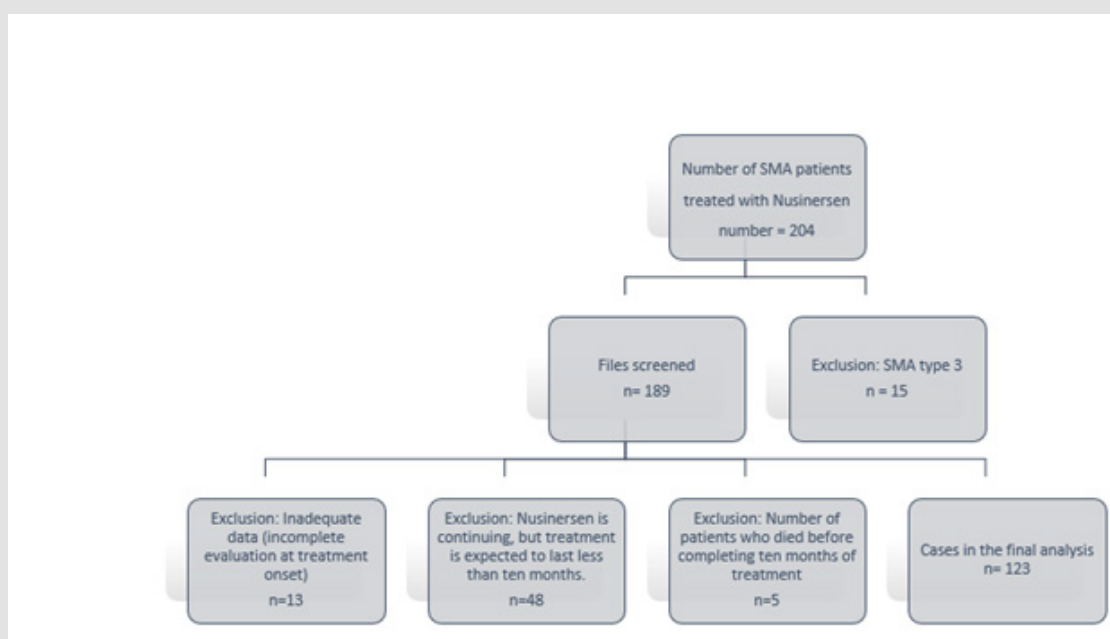 Number of SMA patients
treated with Nusinersen
number = 204
Files screened
n= 189
Exclusion: SMA type 3
n = 15
Exclusion: Inadequate
data (incomplete
evaluation at treatment
onset)
n=13
Exclusion: Nusinersen is
continuing, but treatment
is expected to last less
than ten months.
n=48
Exclusion: Number of
patients who died before
completing ten months of
treatment
n=5
Cases in the final analysis
n= 123